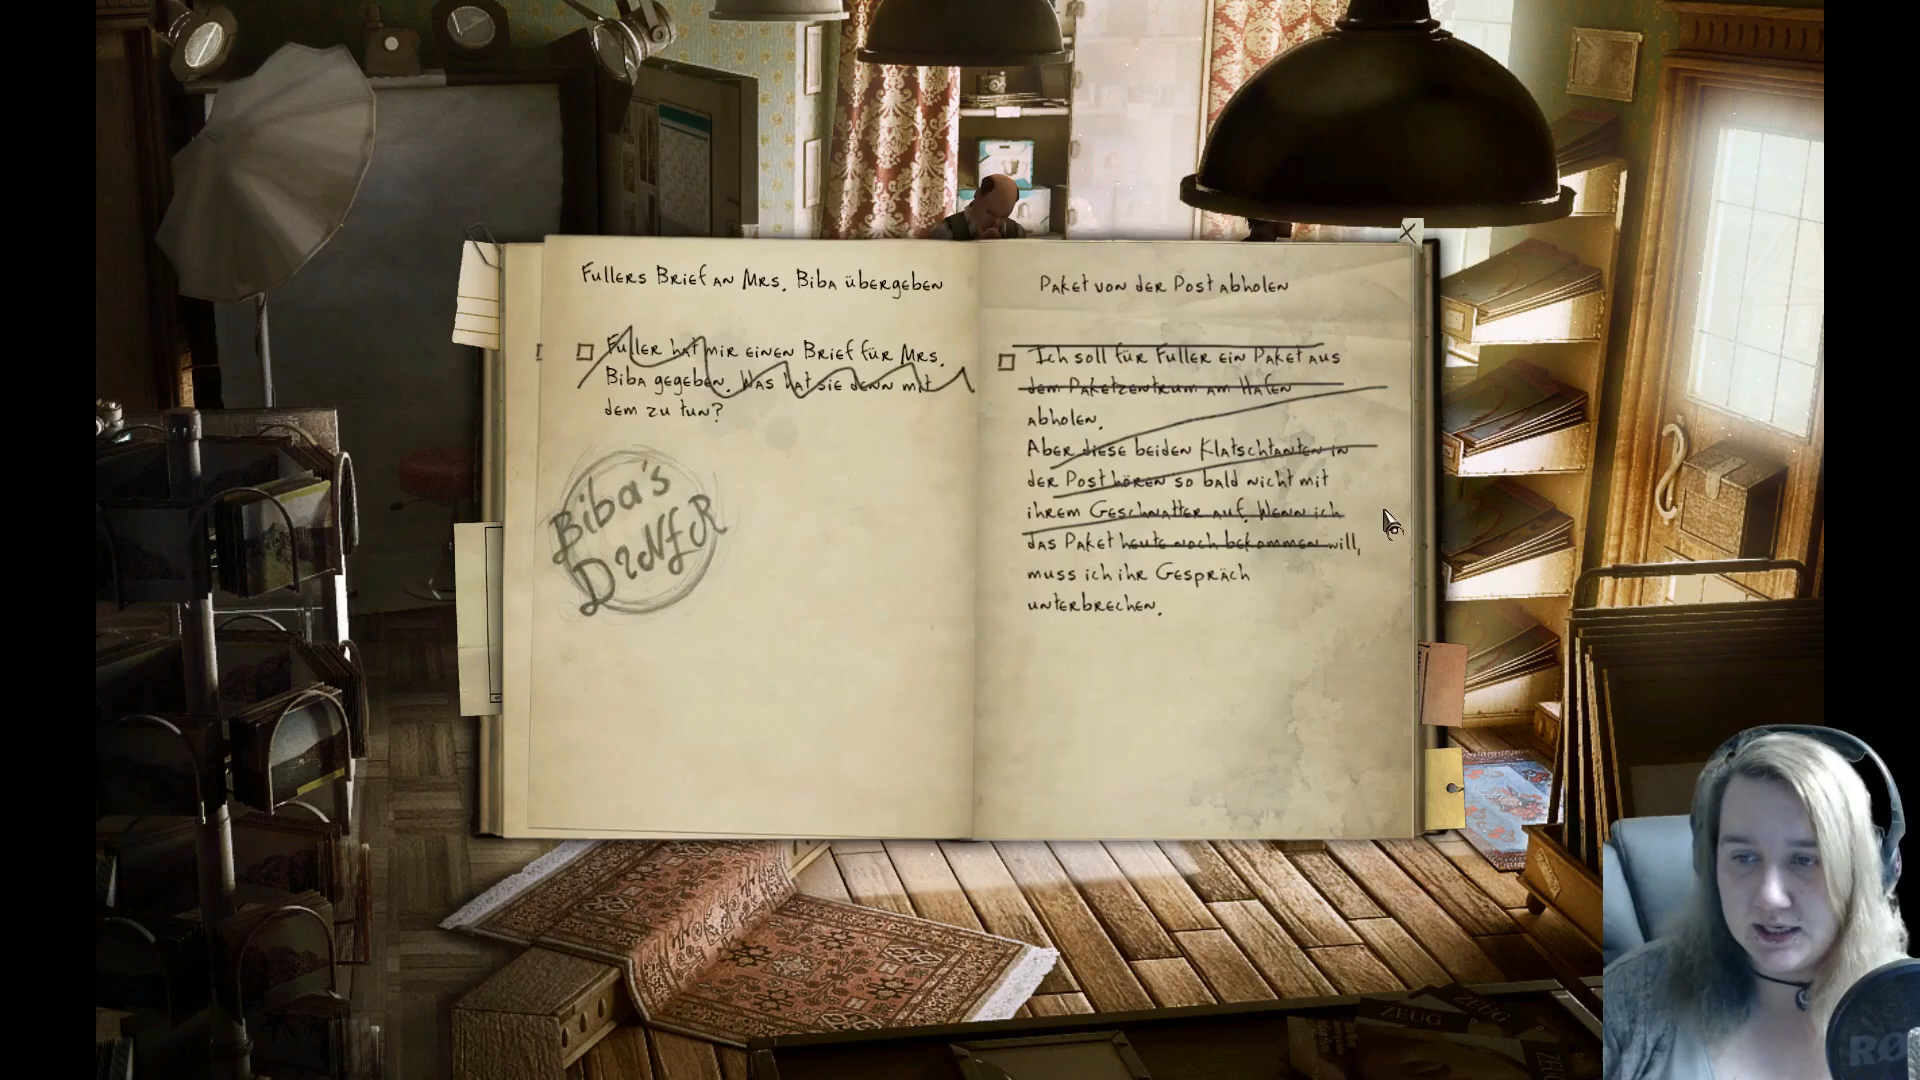 Fullers Brief an Mrs. Biba übergeben
Fuller hat mir einen Brief für Mrs.
Biba gegeben. Was hat sie denn mit
dem zu tun?
Biba's
Diner
Paket von der Post abholen
Ich soll für Fuller ein Paket aus
dem Paketzentrum am Hafen
abholen.
Aber diese beiden Klatschtanten in
der Post hören so bald nicht mit
ihrem Geschnatter auf. Wenn ich
das Paket heute noch bekommen will,
muss ich ihr Gespräch
unterbrechen.
ZEUG
ZEUG
RØ